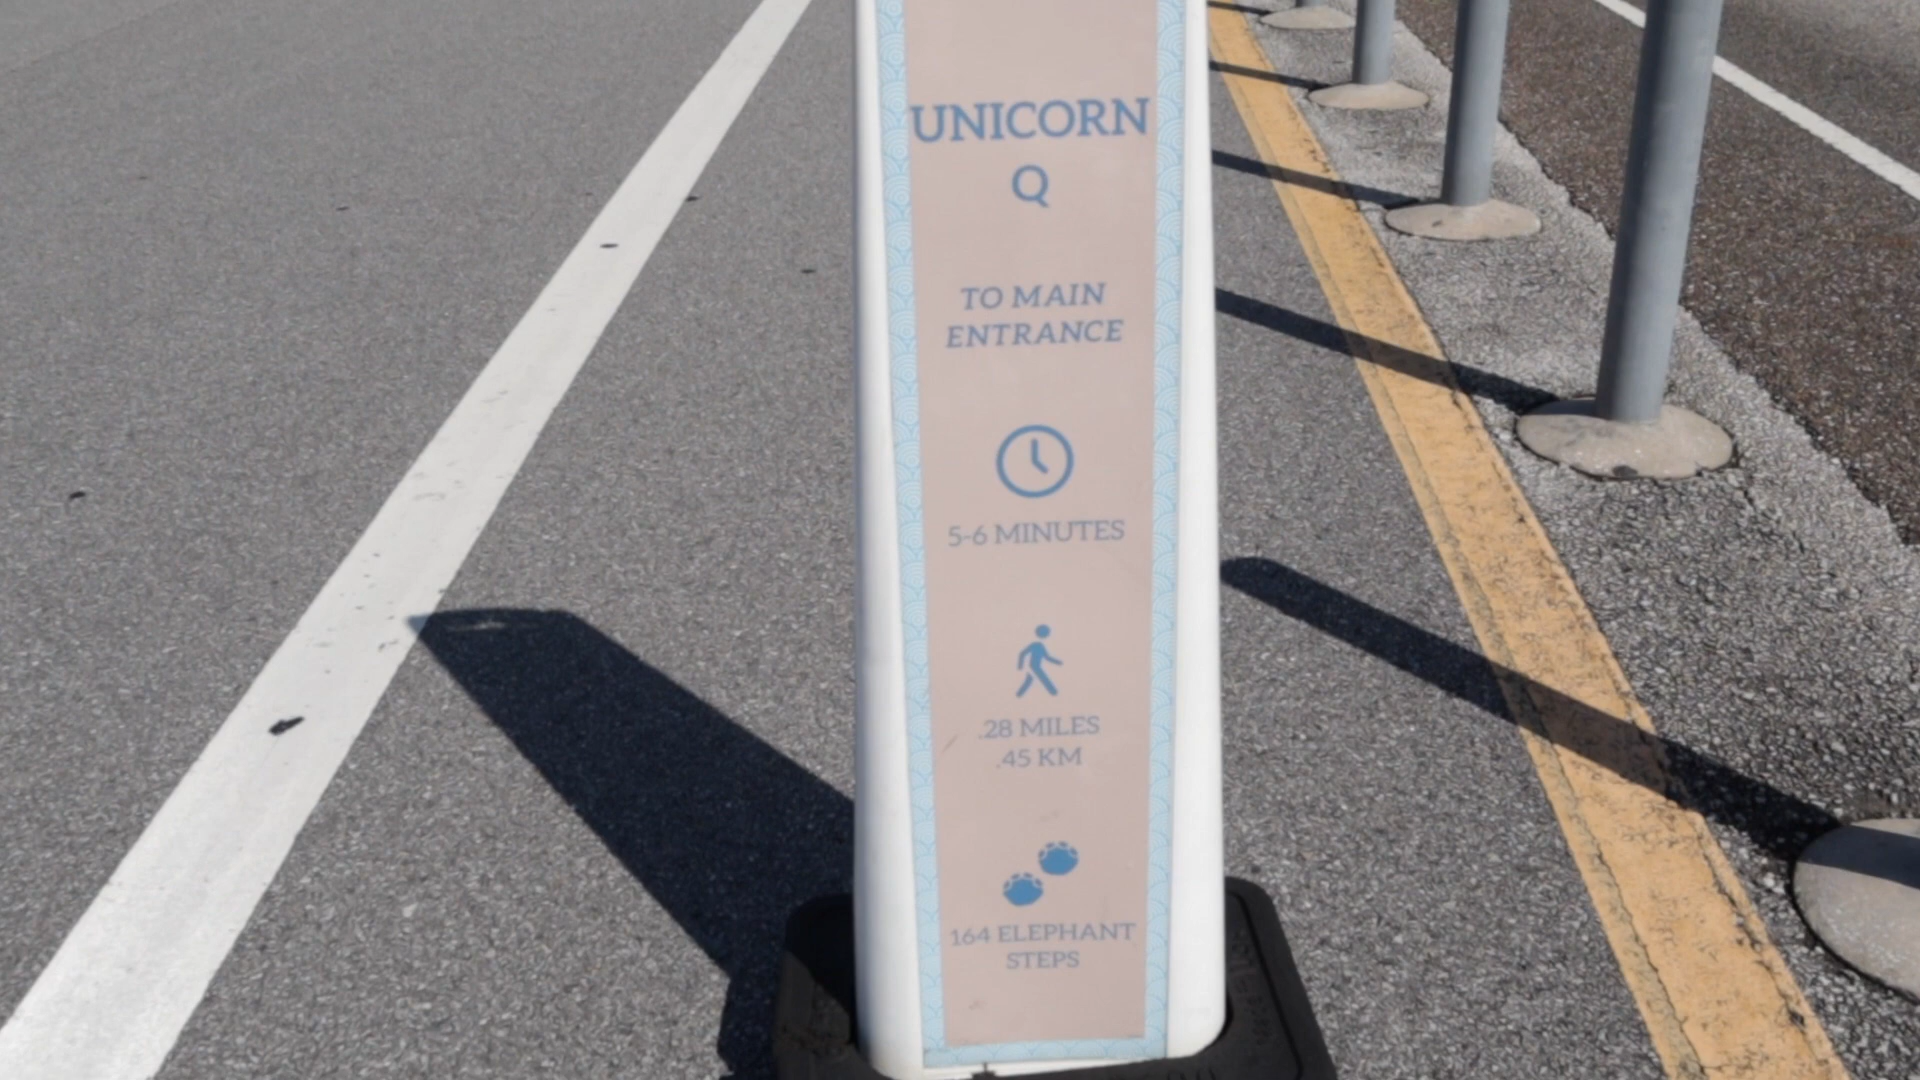 UNICORN
Q
TO MAIN
ENTRANCE
5-6 MINUTES
.28 MILES
.45 KM
164 ELEPHANT
STEPS